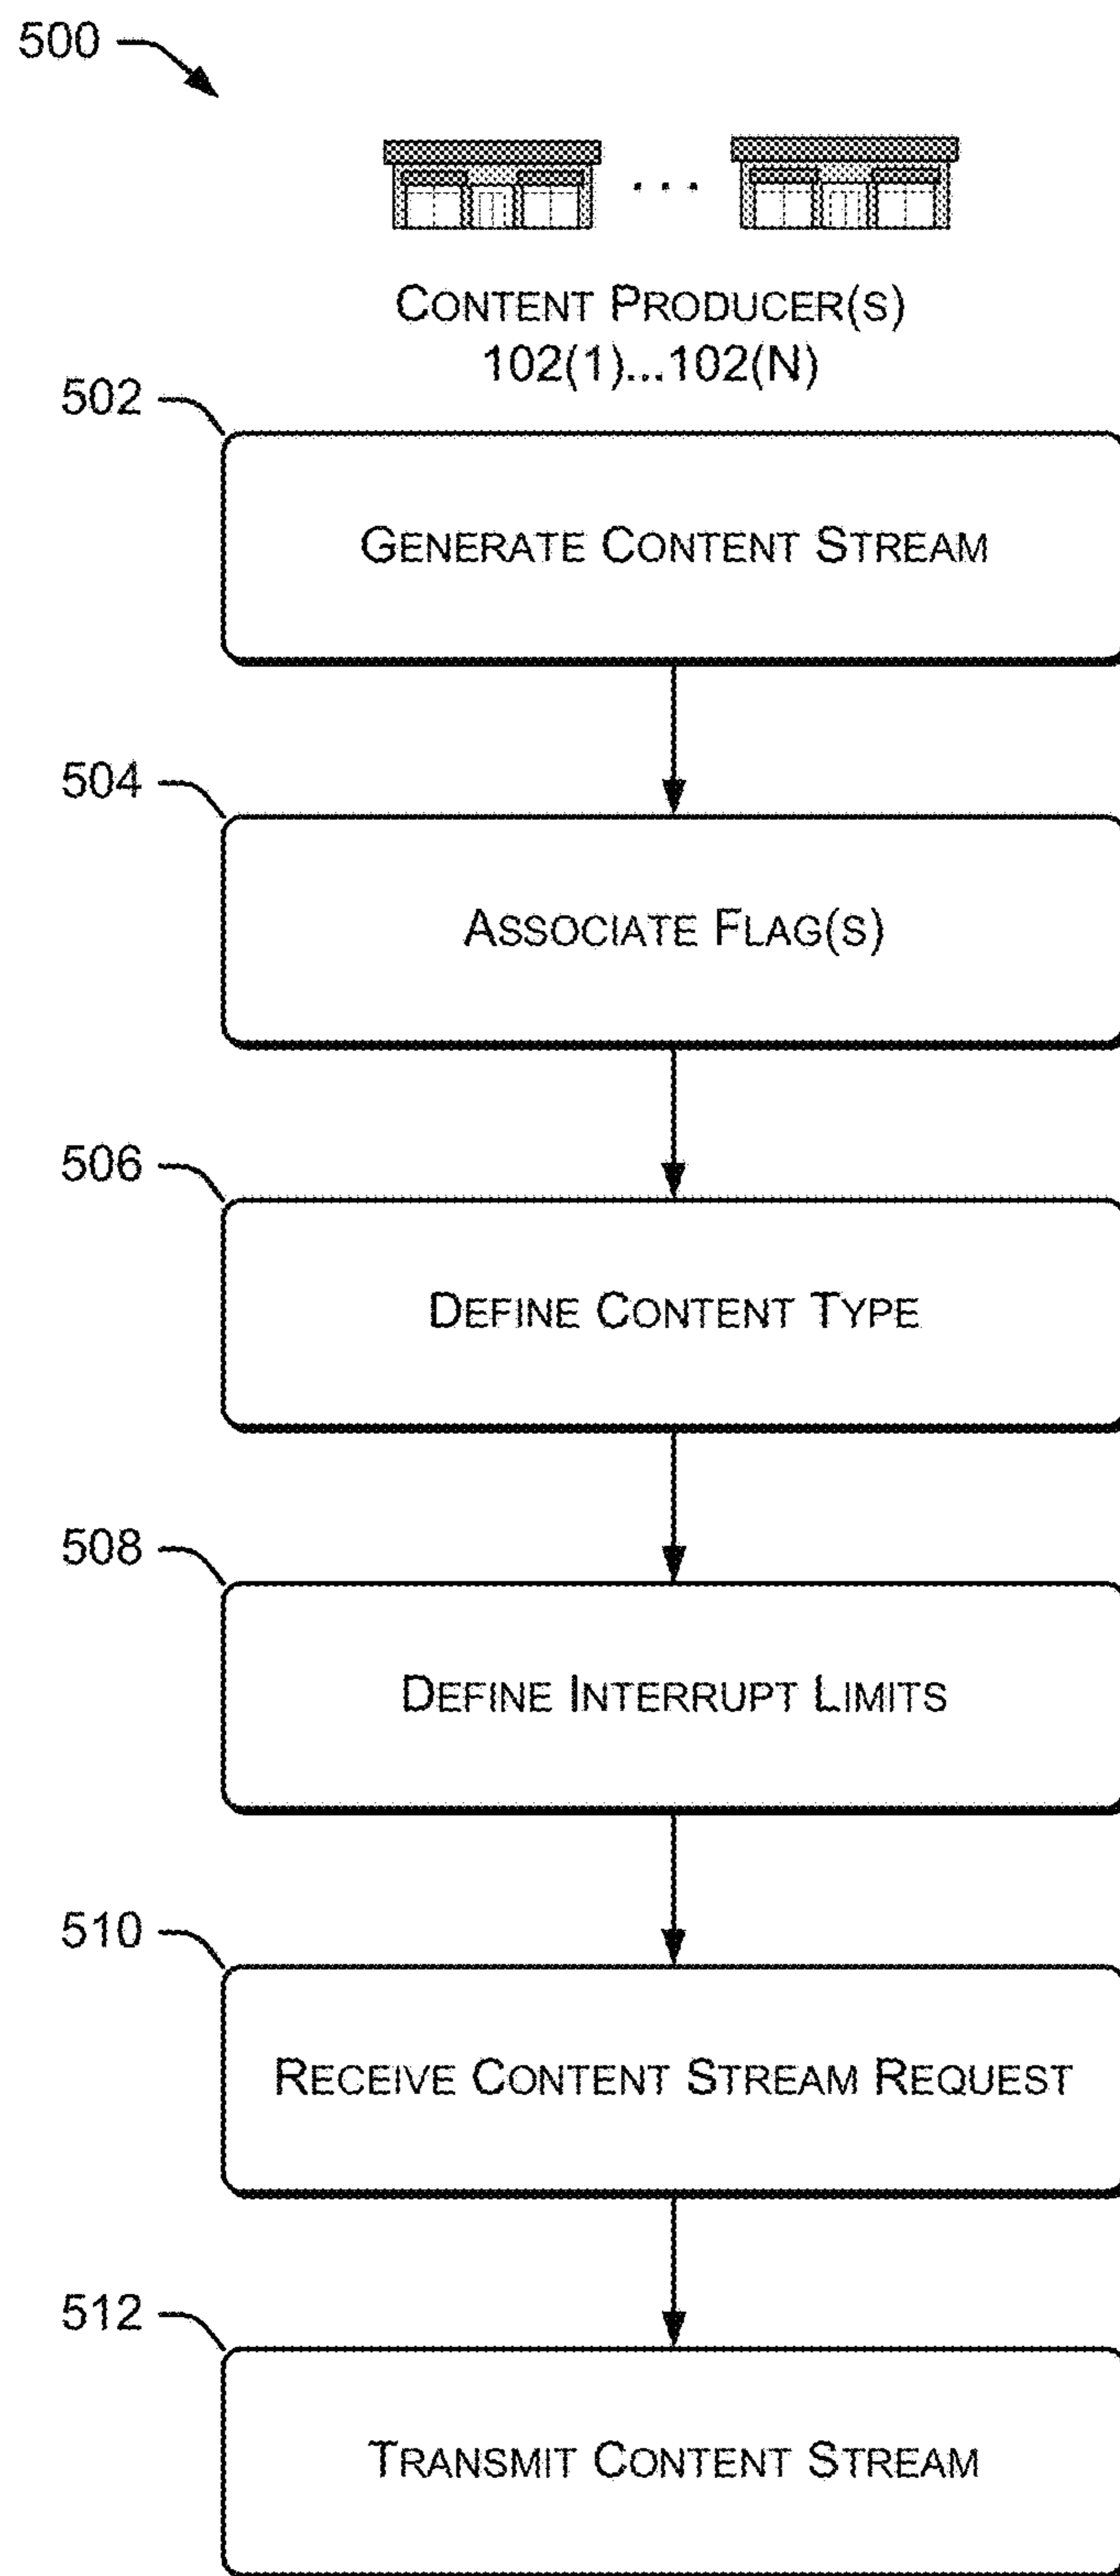 500
CONTENT PRODUCER(S)
102(1)...102(N)
502
GENERATE CONTENT STREAM
504
ASSOCIATE FLAG(S)
506
DEFINE CONTENT TYPE
508
DEFINE INTERRUPT LIMITS
510
RECEIVE CONTENT STREAM REQUEST
512
TRANSMIT CONTENT STREAM